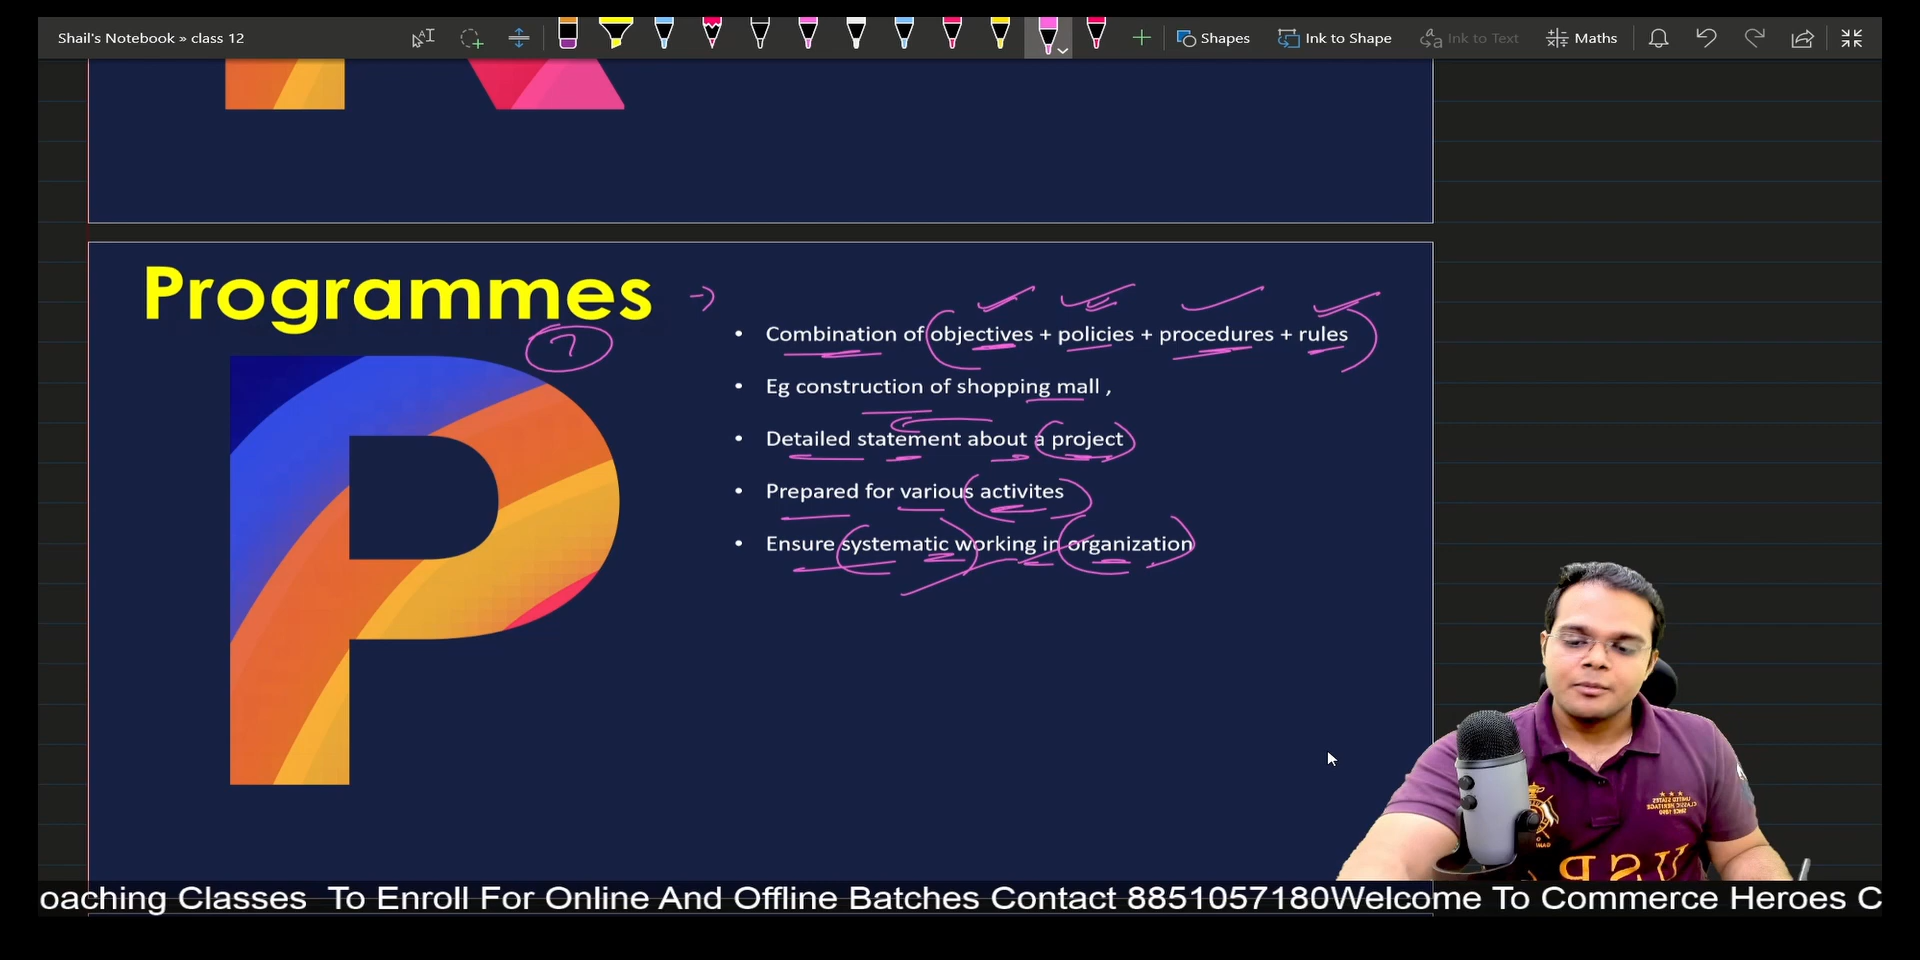 Shail's Notebook » class 12
Shapes
Ink to Shape
Ink to Text
Maths
Programmes
7
• Combination of objectives + policies + procedures + rules
• Eg construction of shopping mall ,
• Detailed statement about a project
• Prepared for various activites
• Ensure systematic working in organization
P
oaching Classes To Enroll For Online And Offline Batches Contact 8851057180Welcome To Commerce Heroes C